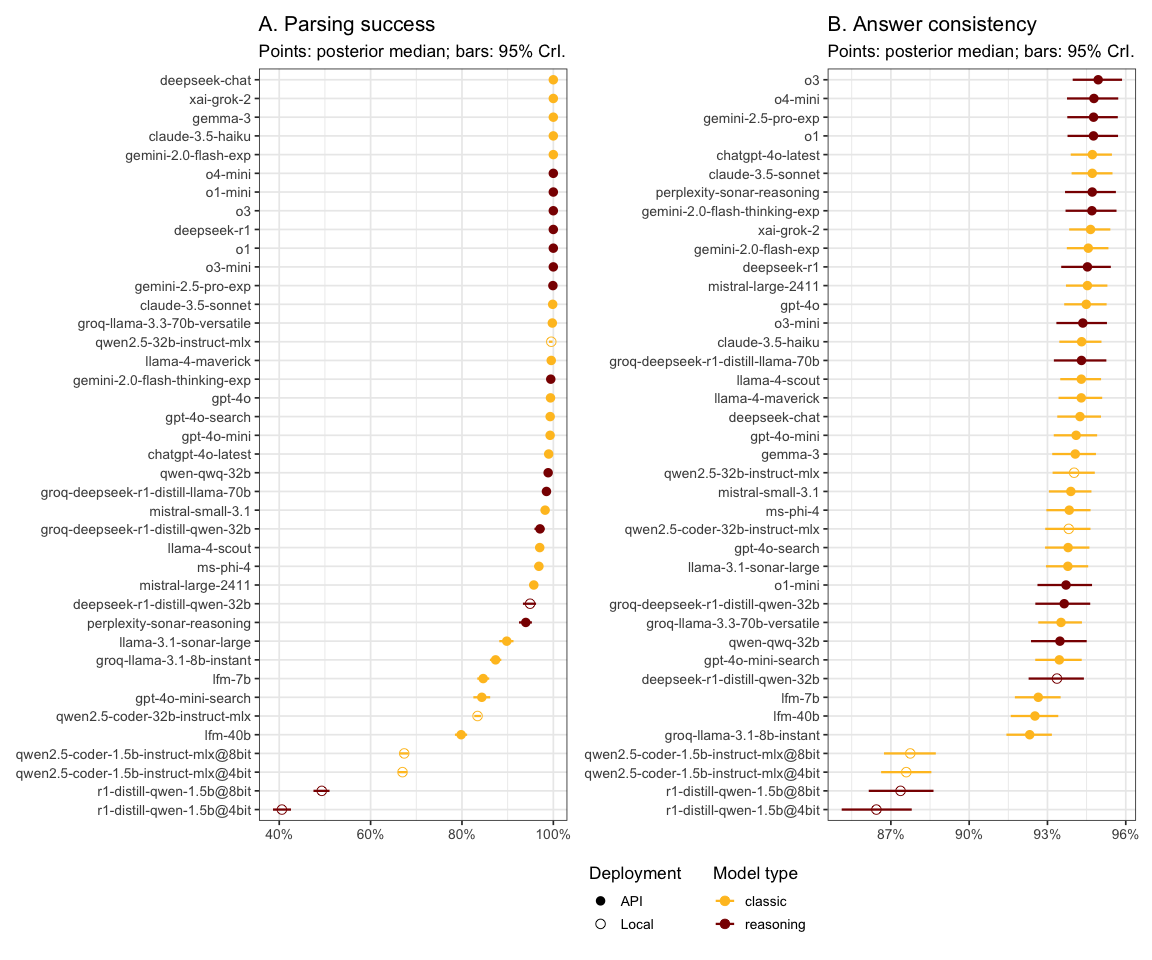 A. Parsing success
Points: posterior median; bars: 95% CrI.
deepseek-chat
xai-grok-2
gemma-3
claude-3.5-haiku
gemini-2.0-flash-exp
o4-mini
o1-mini
o3
deepseek-r1
o1
o3-mini
gemini-2.5-pro-exp
claude-3.5-sonnet
groq-llama-3.3-70b-versatile
qwen2.5-32b-instruct-mlx
llama-4-maverick
gemini-2.0-flash-thinking-exp
gpt-4o
gpt-4o-search
gpt-4o-mini
chatgpt-4o-latest
qwen-qwq-32b
groq-deepseek-r1-distill-llama-70b
mistral-small-3.1
groq-deepseek-r1-distill-qwen-32b
llama-4-scout
ms-phi-4
mistral-large-2411
deepseek-r1-distill-qwen-32b
perplexity-sonar-reasoning
llama-3.1-sonar-large
groq-llama-3.1-8b-instant
lfm-7b
gpt-4o-mini-search
qwen2.5-coder-32b-instruct-mlx
lfm-40b
qwen2.5-coder-1.5b-instruct-mlx@8bit
qwen2.5-coder-1.5b-instruct-mlx@4bit
r1-distill-qwen-1.5b@8bit
r1-distill-qwen-1.5b@4bit
40% 60% 80% 100%
B. Answer consistency
Points: posterior median; bars: 95% CrI.
o3
o4-mini
gemini-2.5-pro-exp
o1
chatgpt-4o-latest
claude-3.5-sonnet
perplexity-sonar-reasoning
gemini-2.0-flash-thinking-exp
xai-grok-2
gemini-2.0-flash-exp
deepseek-r1
mistral-large-2411
gpt-4o
o3-mini
claude-3.5-haiku
groq-deepseek-r1-distill-llama-70b
llama-4-scout
llama-4-maverick
deepseek-chat
gpt-4o-mini
gemma-3
qwen2.5-32b-instruct-mlx
mistral-small-3.1
ms-phi-4
qwen2.5-coder-32b-instruct-mlx
gpt-4o-search
llama-3.1-sonar-large
o1-mini
groq-deepseek-r1-distill-qwen-32b
groq-llama-3.3-70b-versatile
qwen-qwq-32b
gpt-4o-mini-search
deepseek-r1-distill-qwen-32b
lfm-7b
lfm-40b
groq-llama-3.1-8b-instant
qwen2.5-coder-1.5b-instruct-mlx@8bit
qwen2.5-coder-1.5b-instruct-mlx@4bit
r1-distill-qwen-1.5b@8bit
r1-distill-qwen-1.5b@4bit
87% 90% 93% 96%
Deployment
API
Local
Model type
classic
reasoning